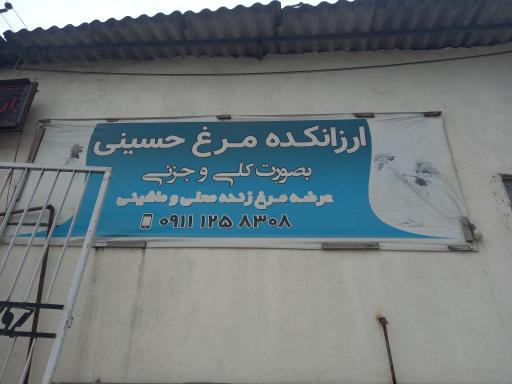 ارزانکده مرغ حسینی
بصورت کلی و جزئی
عرضه مرغ زنده محلی و ماشینی
۰۹۱۱ ۱۲۵ ۸۳۰۸